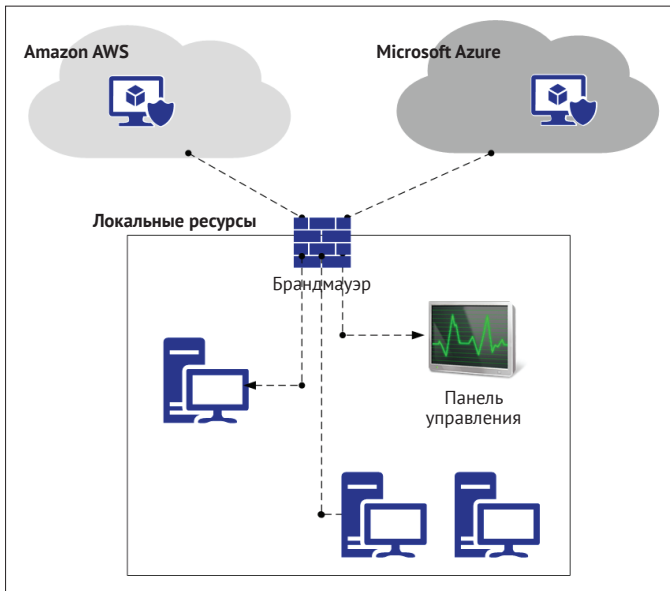 Amazon AWS
Microsoft Azure
Локальные ресурсы
Брандмауэр
Панель
управления